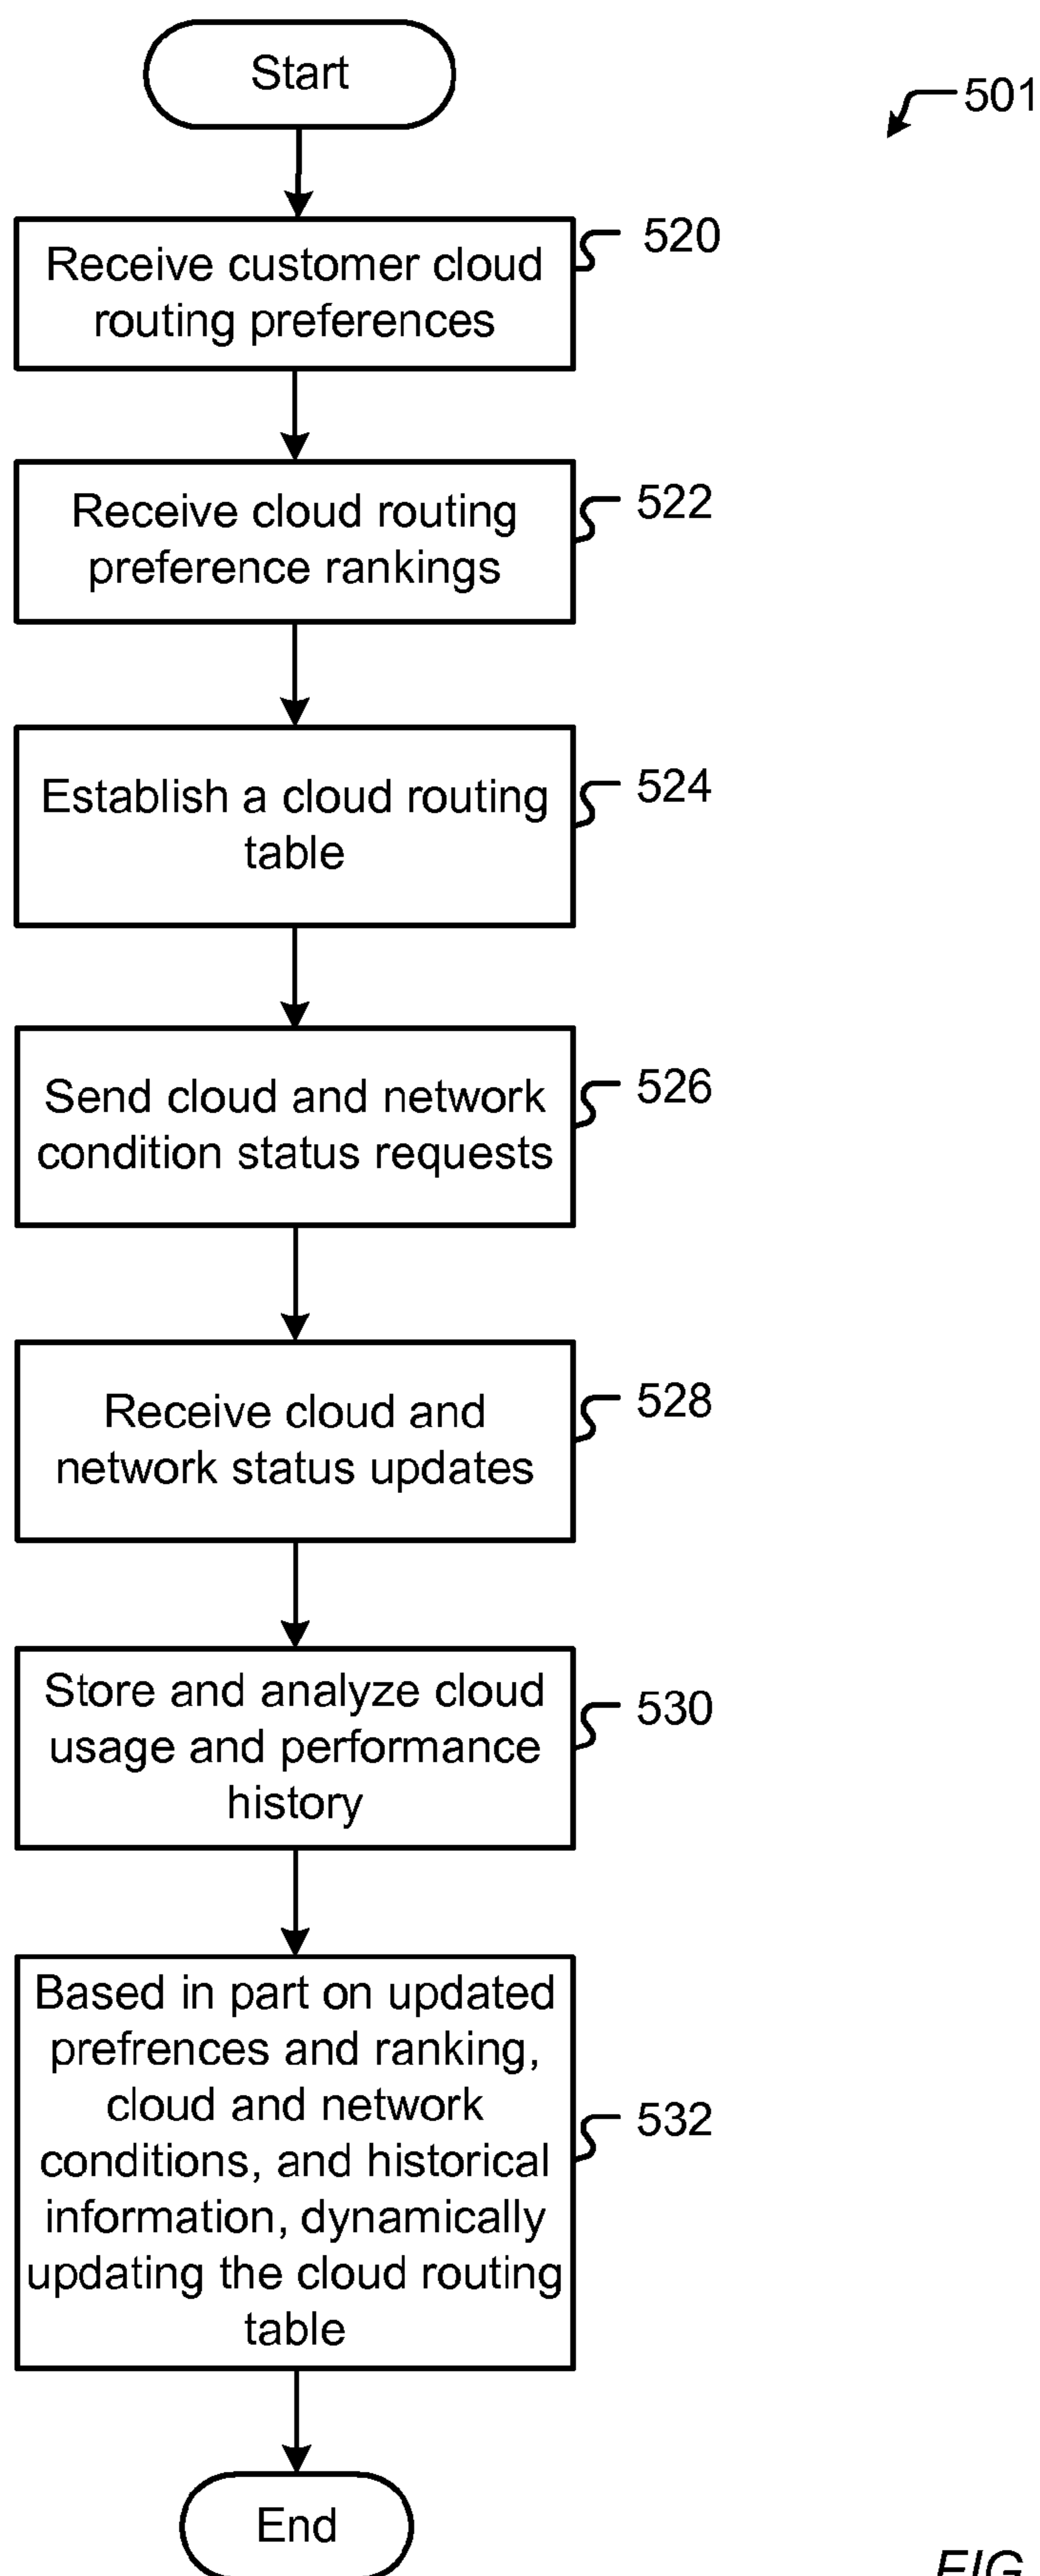 Start
501
Receive customer cloud
routing preferences
520
Receive cloud routing
preference rankings
522
Establish a cloud routing
table
524
Send cloud and network
condition status requests
526
Receive cloud and
network status updates
528
Store and analyze cloud
usage and performance
history
530
Based in part on updated
prefrences and ranking,
cloud and network
conditions, and historical
information, dynamically
updating the cloud routing
table
532
End
FIG